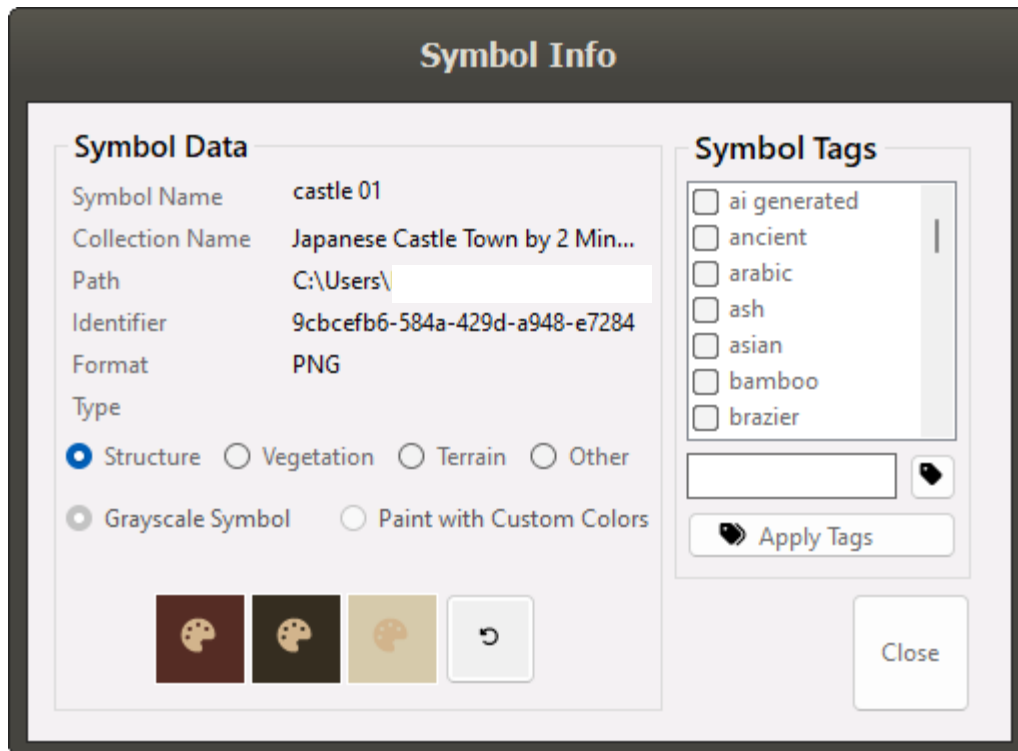 Symbol Info
Symbol Data
Symbol Name castle 01
Collection Name Japanese Castle Town by 2 Min...
Path C:\Users\
Identifier 9cbcefb6-584a-429d-a948-e7284
Format PNG
Type
Structure Vegetation Terrain Other
Grayscale Symbol Paint with Custom Colors
Symbol Tags
ai generated
ancient
arabic
ash
asian
bamboo
brazier
Apply Tags
Close